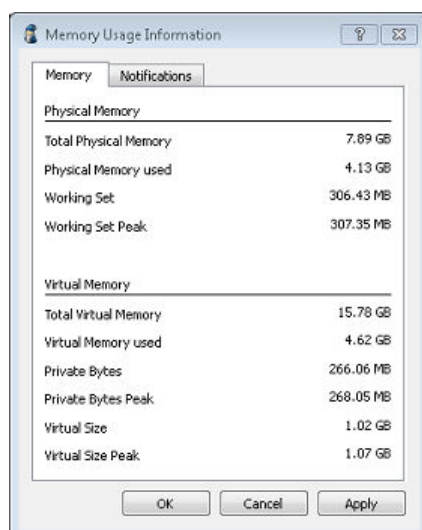 Memory Usage Information
Memory Notifications
Physical Memory
Total Physical Memory 7.89 GB
Physical Memory used 4.13 GB
Working Set 306.43 MB
Working Set Peak 307.35 MB
Virtual Memory
Total Virtual Memory 15.78 GB
Virtual Memory used 4.62 GB
Private Bytes 266.06 MB
Private Bytes Peak 268.05 MB
Virtual Size 1.02 GB
Virtual Size Peak 1.07 GB
OK Cancel Apply